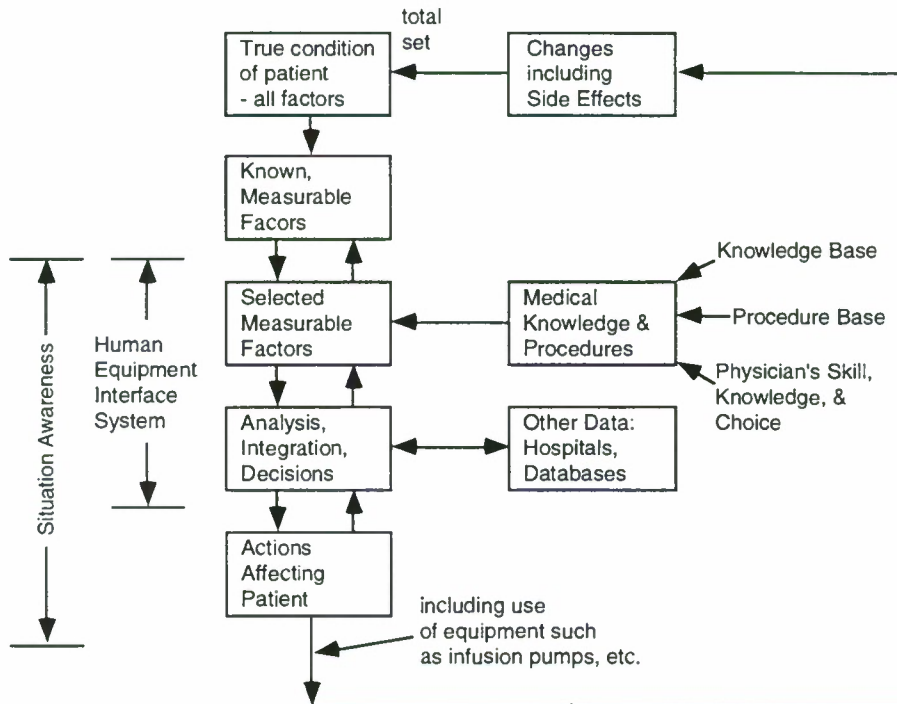 total
set
True condition
of patient
- all factors
Changes
including
Side Effects
Known,
Measurable
Facors
Selected
Measurable
Factors
Medical
Knowledge &
Procedures
Knowledge Base
Procedure Base
Physician's Skill,
Knowledge, &
Choice
Situation Awareness
Human
Equipment
Interface
System
Analysis,
Integration,
Decisions
Other Data:
Hospitals,
Databases
Actions
Affecting
Patient
including use
of equipment such
as infusion pumps, etc.